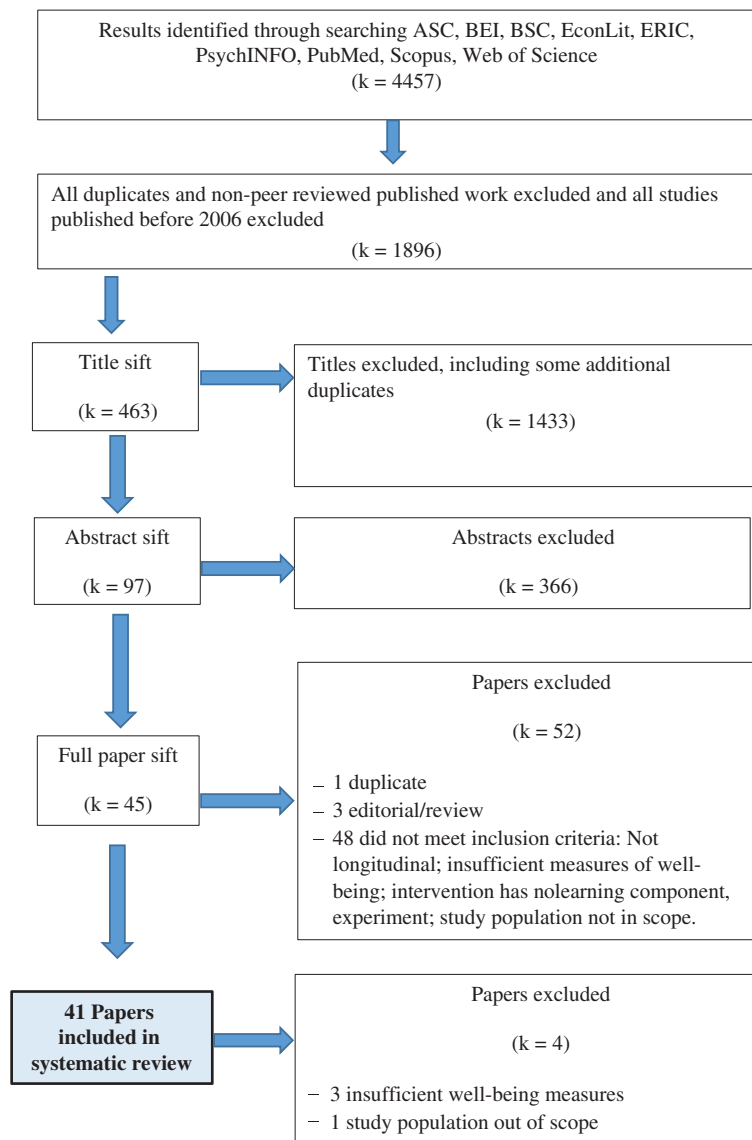 Results identified through searching ASC, BEI, BSC, EconLit, ERIC,
PsychINFO, PubMed, Scopus, Web of Science
(k = 4457)
All duplicates and non-peer reviewed published work excluded and all studies
published before 2006 excluded
(k = 1896)
Title sift
(k = 463)
Titles excluded, including some additional
duplicates
(k = 1433)
Abstract sift
(k = 97)
Abstracts excluded
(k = 366)
Full paper sift
(k = 45)
Papers excluded
(k = 52)
– 1 duplicate
– 3 editorial/review
– 48 did not meet inclusion criteria: Not
longitudinal; insufficient measures of well-
being; intervention has nolearning component,
experiment; study population not in scope.
41 Papers
included in
systematic review
Papers excluded
(k = 4)
– 3 insufficient well-being measures
– 1 study population out of scope